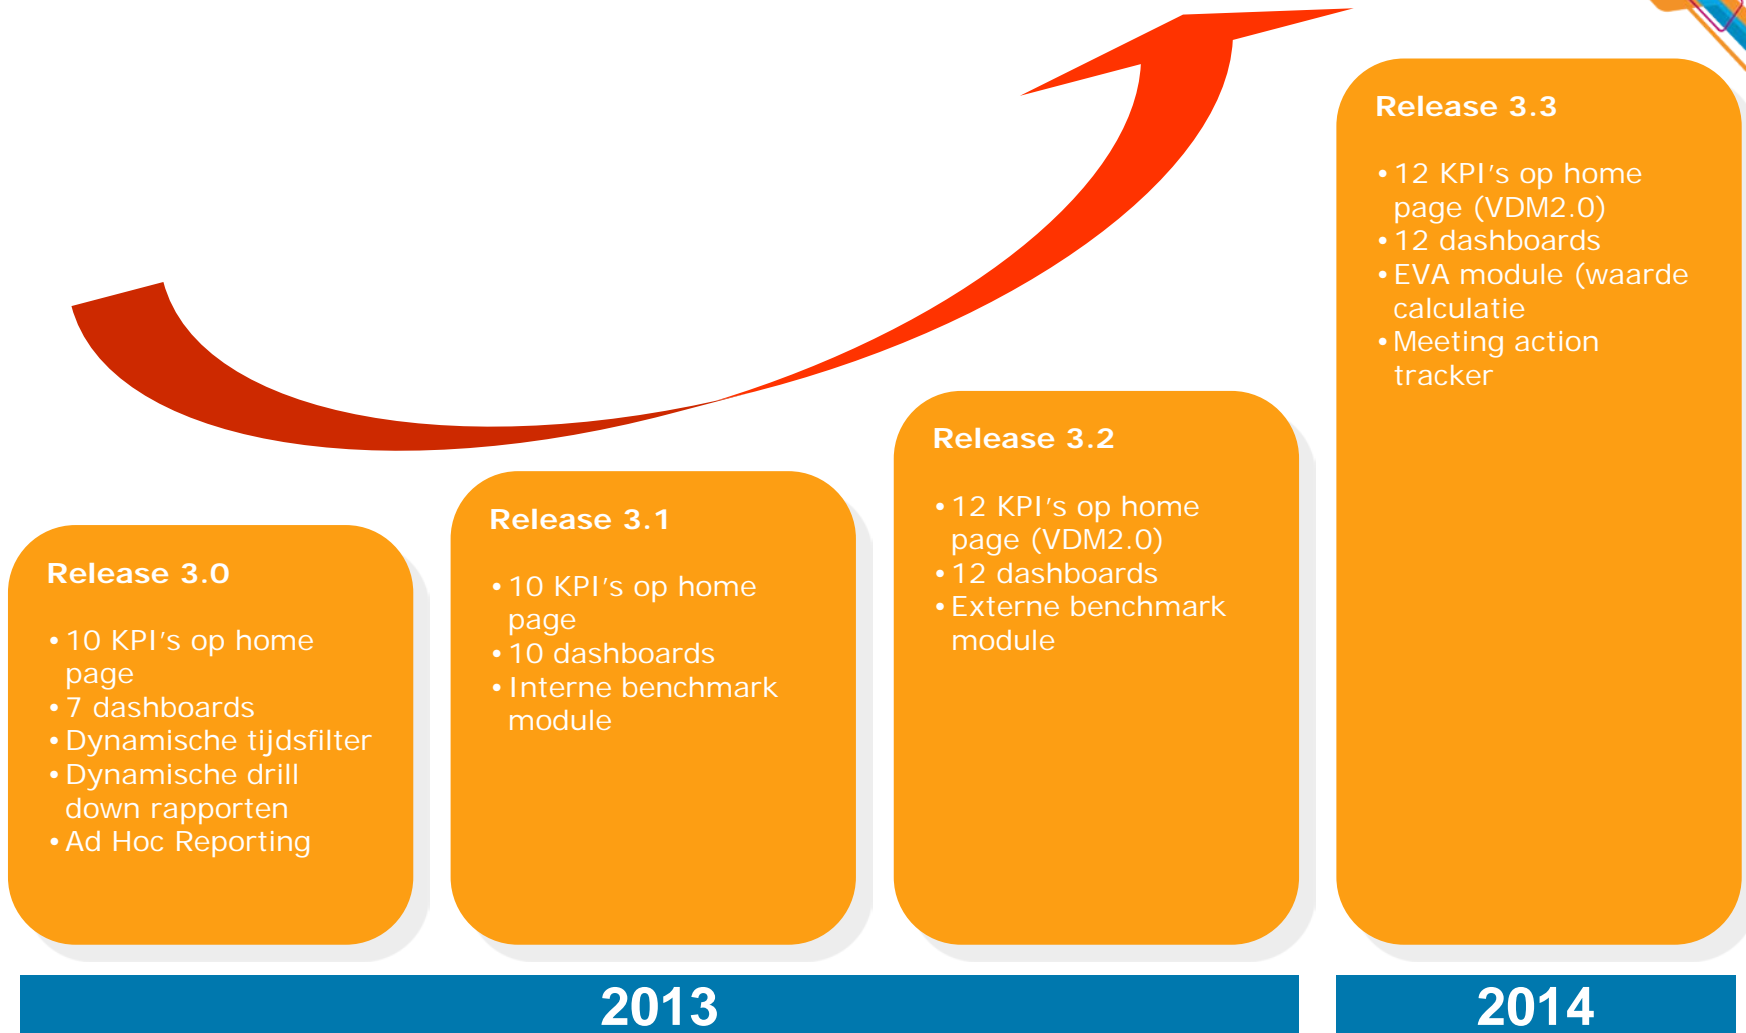 Release 3.0
• 10 KPI's op home
page
• 7 dashboards
• Dynamische tijdsfilter
• Dynamische drill
down rapporten
• Ad Hoc Reporting
Release 3.1
• 10 KPI's op home
page
• 10 dashboards
• Interne benchmark
module
Release 3.2
• 12 KPI's op home
page (VDM2.0)
• 12 dashboards
• Externe benchmark
module
Release 3.3
• 12 KPI's op home
page (VDM2.0)
• 12 dashboards
• EVA module (waarde
calculatie
• Meeting action
tracker
2013
2014